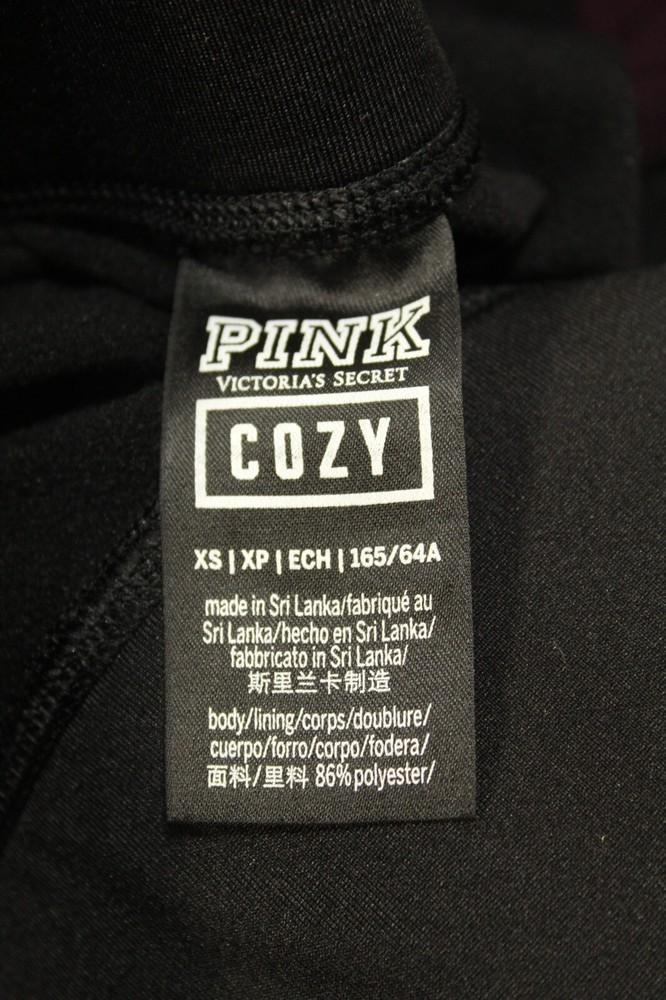 PINK
VICTORIA'S SECRET
COZY
XS | XP | ECH | 165/64A
made in Sri Lanka/fabriqué au
Sri Lanka/hecho en Sri Lanka/
fabbricato in Sri Lanka/
斯里兰卡制造
body/lining/corps/doublure/
cuerpo/forro/corpo/fodera/
面料/里料 86% polyester/